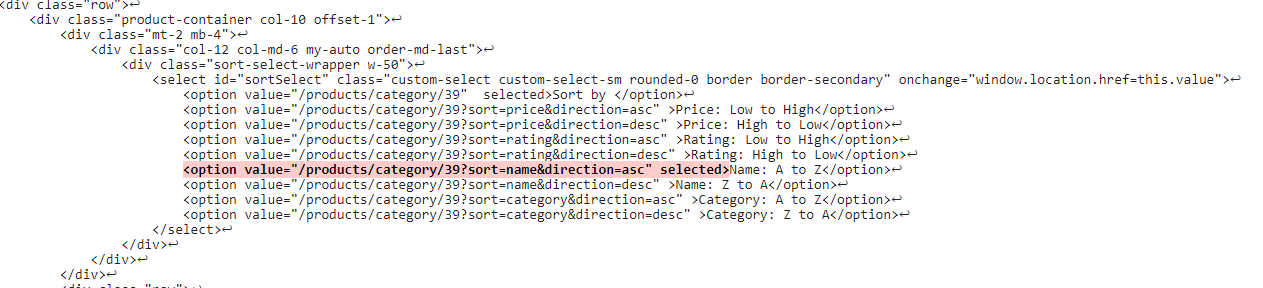 <div class="row">↩
<div class="product-container col-10 offset-1">↩
<div class="mt-2 mb-4">↩
<div class="col-12 col-md-6 my-auto order-md-last">↩
<div class="sort-select-wrapper w-50">↩
<select id="sortSelect" class="custom-select custom-select-sm rounded-0 border border-secondary" onchange="window.location.href=this.value">↩
<option value="/products/category/39"  selected>Sort by </option>↩
<option value="/products/category/39?sort=price&direction=asc" >Price: Low to High</option>↩
<option value="/products/category/39?sort=price&direction=desc" >Price: High to Low</option>↩
<option value="/products/category/39?sort=rating&direction=asc" >Rating: Low to High</option>↩
<option value="/products/category/39?sort=rating&direction=desc" >Rating: High to Low</option>↩
<option value="/products/category/39?sort=name&direction=asc" selected>Name: A to Z</option>↩
<option value="/products/category/39?sort=name&direction=desc" >Name: Z to A</option>↩
<option value="/products/category/39?sort=category&direction=asc" >Category: A to Z</option>↩
<option value="/products/category/39?sort=category&direction=desc" >Category: Z to A</option>↩
</select>↩
</div>↩
</div>↩
</div>↩